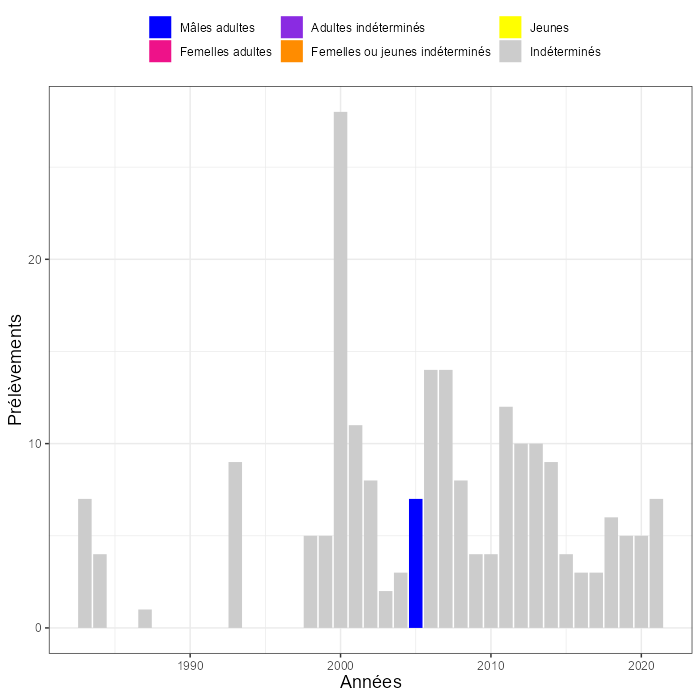 Mâles adultes Adultes indéterminés Jeunes
Femelles adultes Femelles ou jeunes indéterminés Indéterminés
Prélèvements
20
10
0
1990 2000 2010 2020
Années